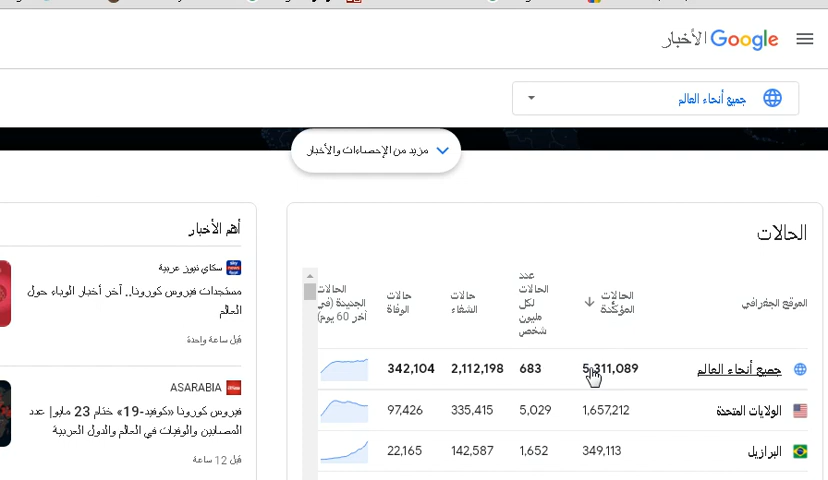 Google الأخبار
جميع أنحاء العالم
مزيد من الإحصاءات والأخبار
الحالات
الموقع الجغرافي
الحالات المؤكّدة
عدد الحالات لكل مليون شخص
حالات الشفاء
حالات الوفاة
الحالات الجديدة (في آخر 60 يوم)
جميع أنحاء العالم 5,311,089 683 2,112,198 342,104
الولايات المتحدة 1,657,212 5,029 335,415 97,426
البرازيل 349,113 1,652 142,587 22,165
أهم الأخبار
سكاي نيوز عربية
مستجدات فيروس كورونا.. آخر أخبار الوباء حول
العالم
قبل ساعة واحدة
ASARABIA
فيروس كورونا «كوفيد-19» ختام 23 مايو| عدد
المصابين والوفيات في العالم والدول العربية
قبل 12 ساعة